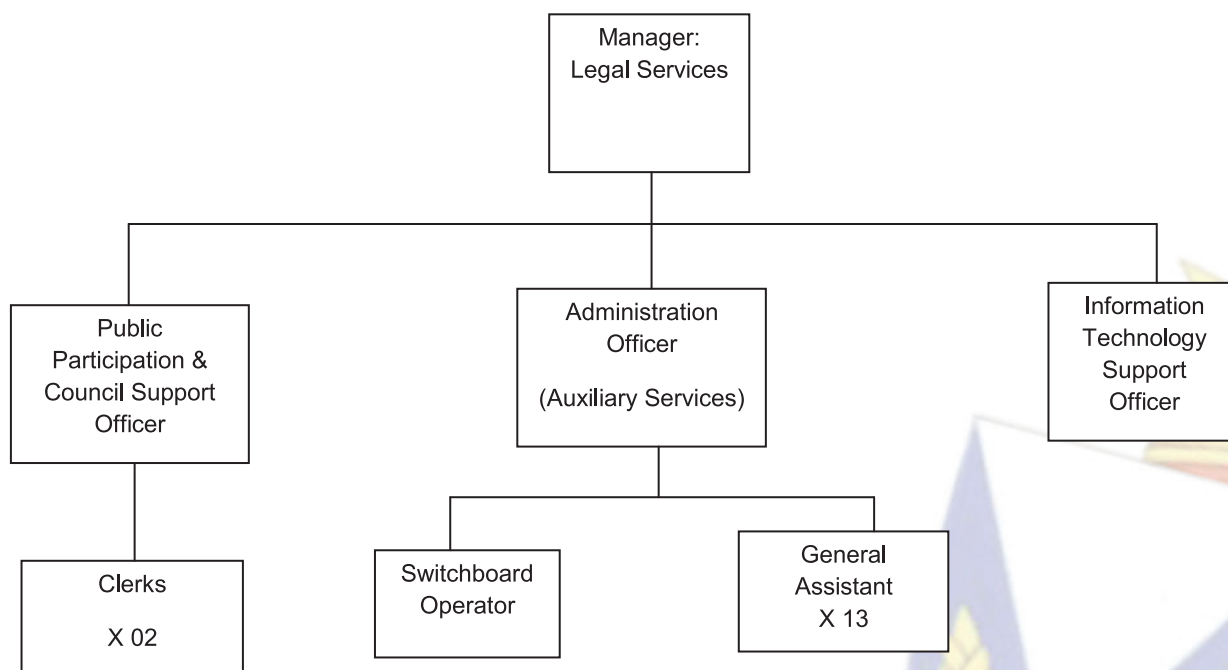 Manager:
Legal Services
Public
Participation &
Council Support
Officer
Administration
Officer
(Auxiliary Services)
Information
Technology
Support
Officer
Clerks
X 02
Switchboard
Operator
General
Assistant
X 13